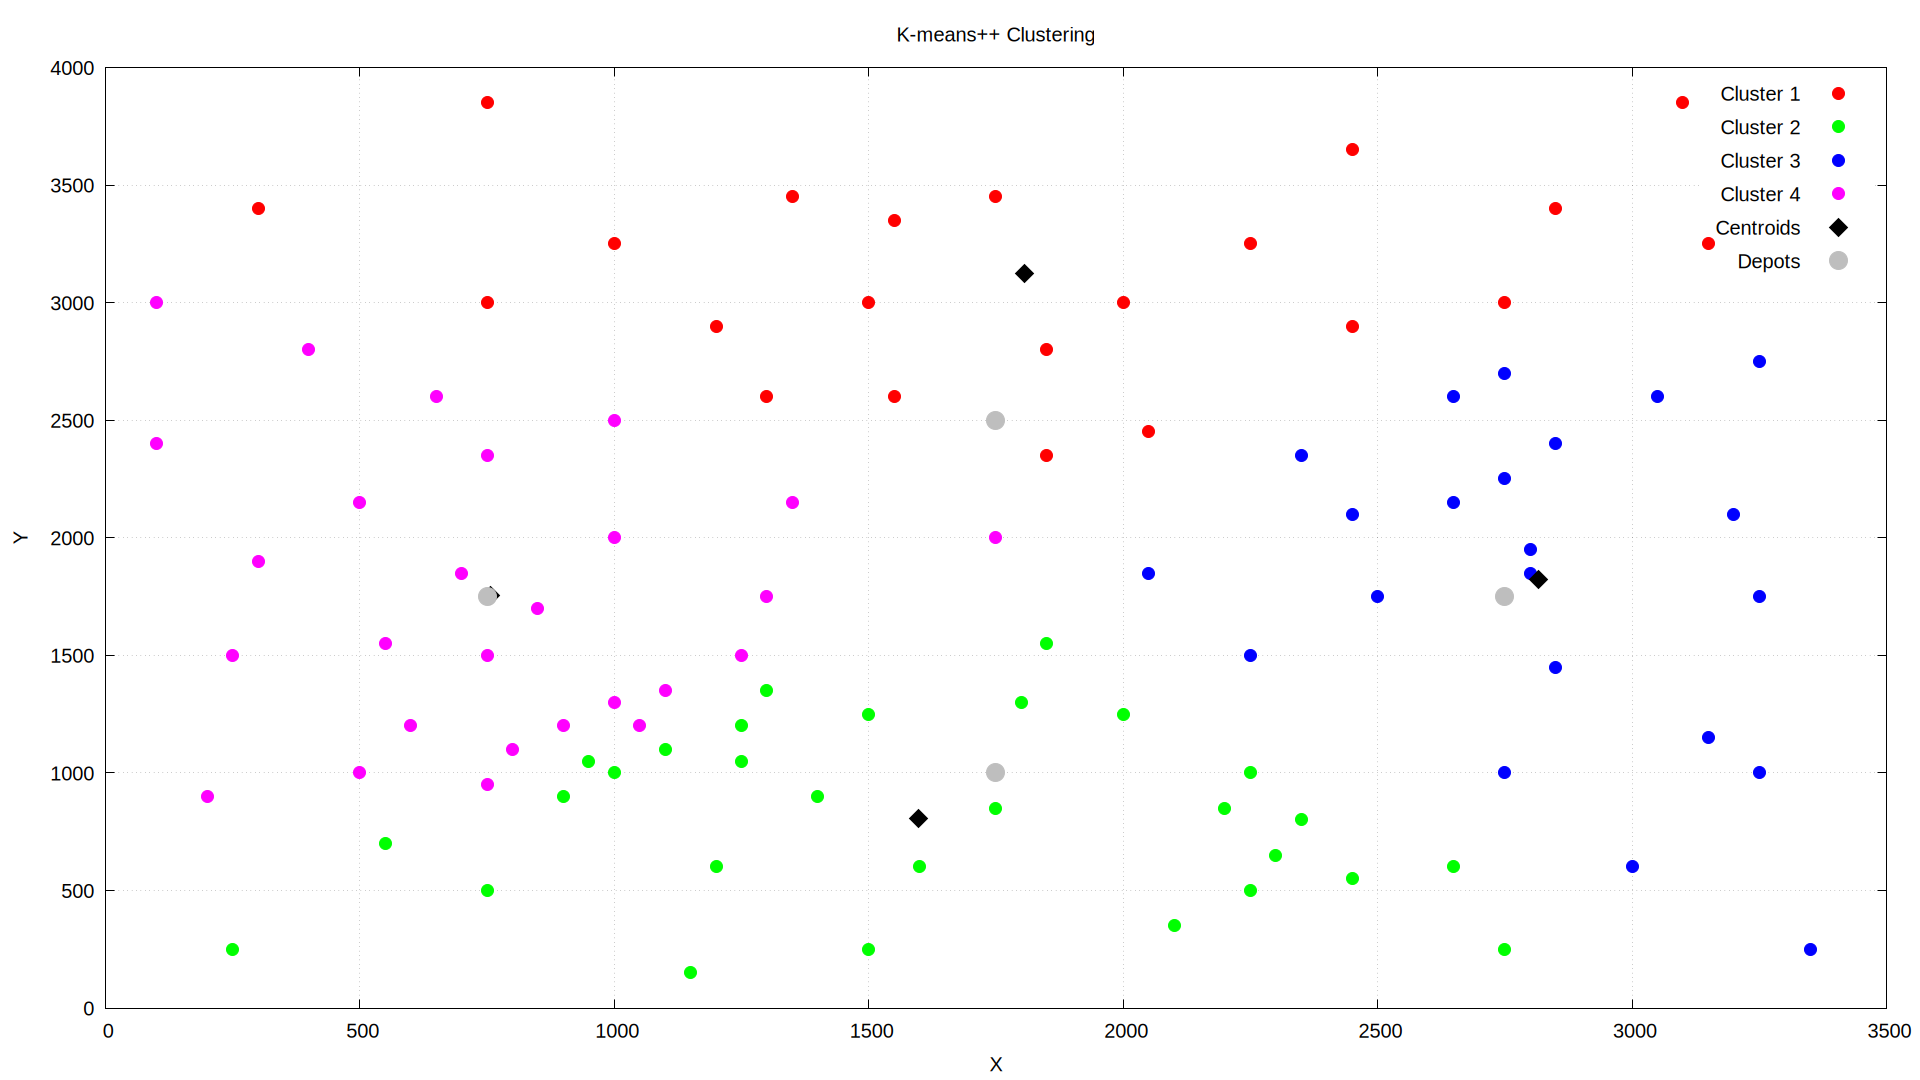 K-means++ Clustering
4000
3500
3000
2500
2000
1500
1000
500
0
Y
Cluster 1
Cluster 2
Cluster 3
Cluster 4
Centroids
Depots
0 500 1000 1500 2000 2500 3000 3500
X